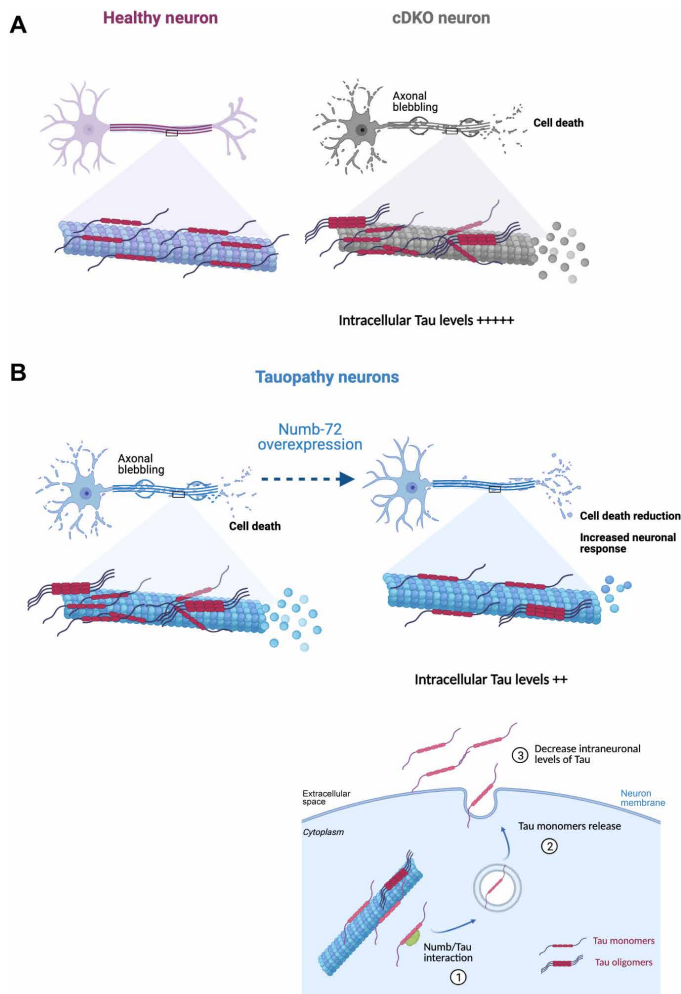 A
Healthy neuron
cDKO neuron
Axonal
blebbling
Cell death
Intracellular Tau levels +++++
B
Tauopathy neurons
Numb-72
overexpression
Axonal
blebbling
Cell death
Cell death reduction
Increased neuronal
response
Intracellular Tau levels ++
3
Decrease intraneuronal
levels of Tau
Extracellular
space
Neuron
membrane
Cytoplasm
Tau monomers release
2
Numb/Tau
interaction
1
Tau monomers
Tau oligomers